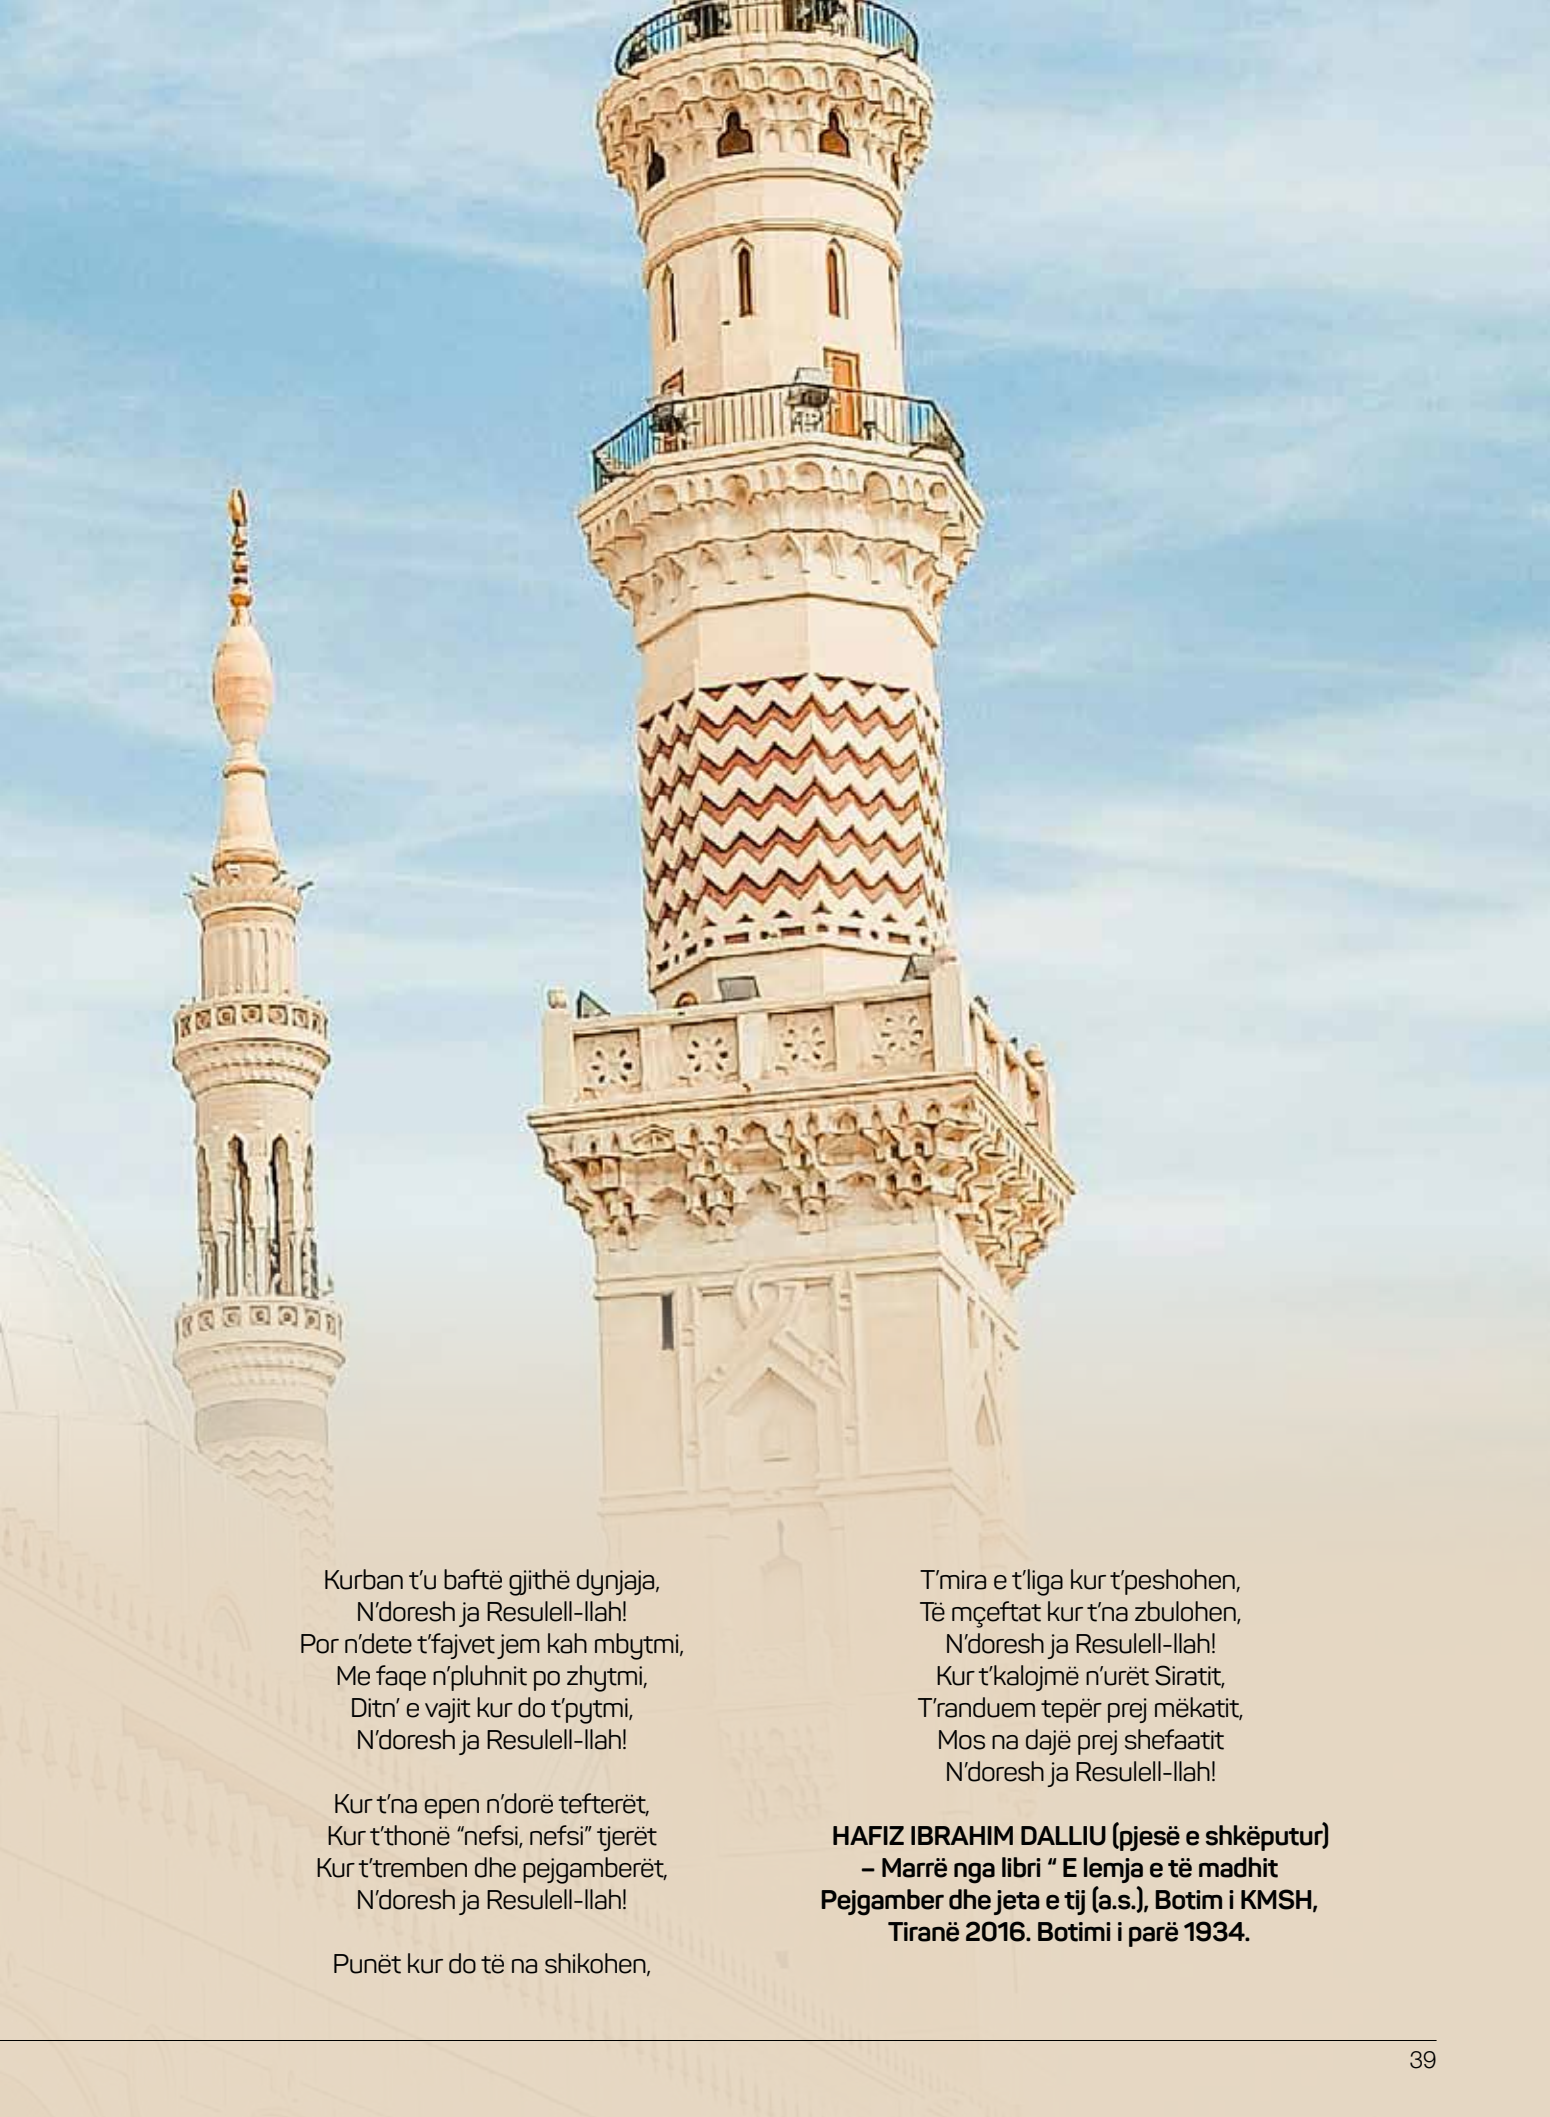 Kurban t’u baftë gjithë dynjaja,
N’doresh ja Resulell-llah!
Por n’dete t’fajvet jem kah mbytmi,
Me faqe n’pluhnit po zhytmi,
Ditn’ e vajit kur do t’pytmi,
N’doresh ja Resulell-llah!
Kur t’na epen n’dorë tefterët,
Kur t’thonë “nefsi, nefsi” tjerët
Kur t’tremben dhe pejgamberët,
N’doresh ja Resulell-llah!
Punët kur do të na shikohen,
T’mira e t’liga kur t’peshohen,
Të mçeftat kur t’na zbulohen,
N’doresh ja Resulell-llah!
Kur t’kalojmë n’urët Siratit,
T’randuem tepër prej mëkatit,
Mos na dajë prej shefaatit
N’doresh ja Resulell-llah!
HAFIZ IBRAHIM DALLIU (pjesë e shkëputur)
– Marrë nga libri “ E lemja e të madhit
Pejgamber dhe jeta e tij (a.s.), Botim i KMSH,
Tiranë 2016. Botimi i parë 1934.
39